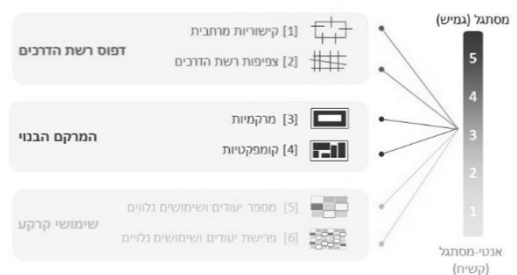 מסתגל (גמיש)
דפוס רשת הדרכים
[1] קישוריות מרחבית
[2] צפיפות רשת הדרכים
המרקם הבנוי
[3] מרקמיות
[4] קומפקטיות
שימושי קרקע
[5] מספר יעודים ושימושים נלווים
[6] פרישת יעודים ושימושים נלויים
5
4
3
2
1
אנטי-מסתגל
(קשיח)